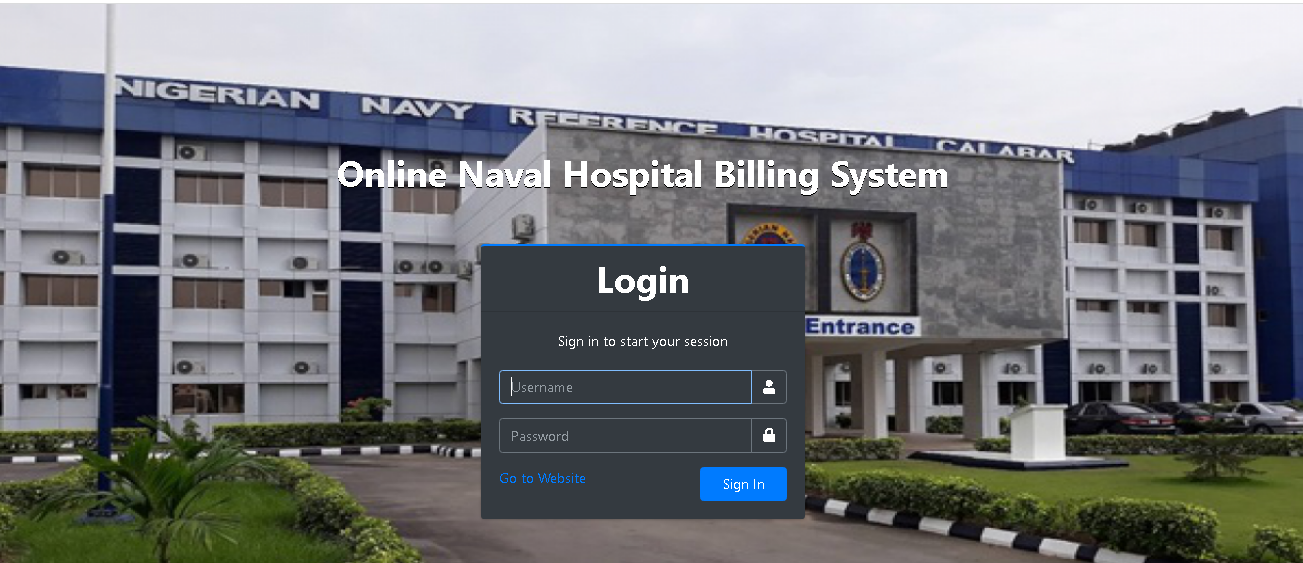 NIGERIAN NAVY REFERENCE HOSPITAL CALABAR
Online Naval Hospital Billing System
Entrance
Login
Sign in to start your session
Username
Password
Go to Website
Sign In